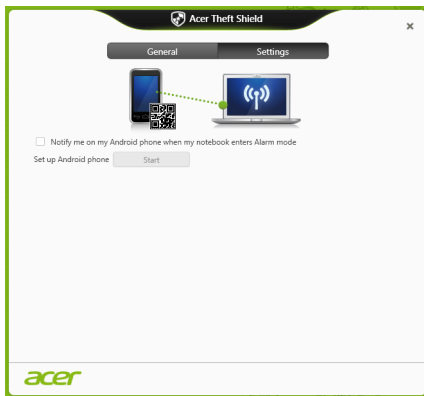 Acer Theft Shield
General
Settings
Notify me on my Android phone when my notebook enters Alarm mode
Set up Android phone
Start
acer